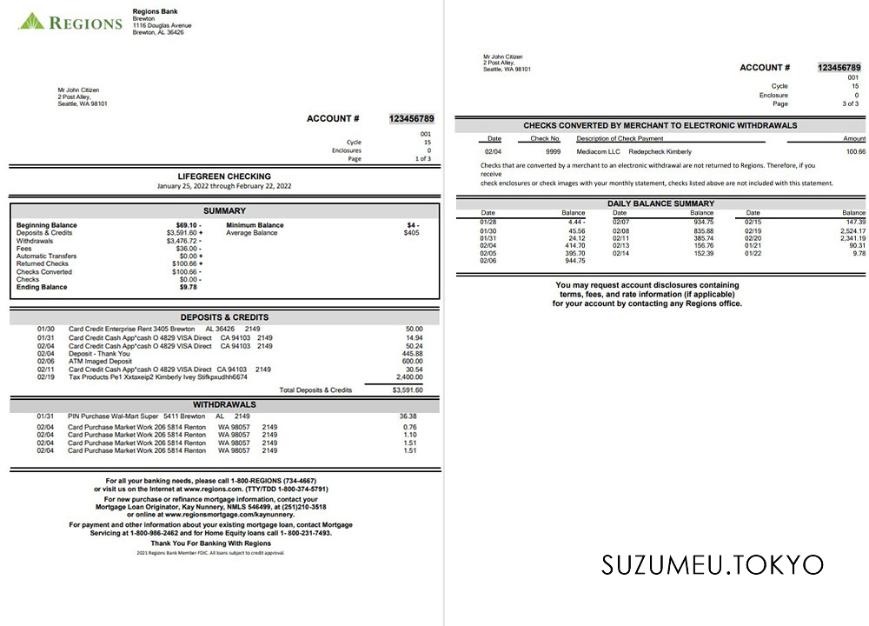 REGIONS
Regions Bank
Brewton
1116 Douglas Avenue
Brewton, AL 36426
Mr John Citizen
2 Post Alley,
Seattle, WA 98101
ACCOUNT # 123456789
001
Cycle 15
Enclosures 0
Page 1 of 3
LIFEGREEN CHECKING
January 25, 2022 through February 22, 2022
SUMMARY
Beginning Balance $69.10 - Minimum Balance $4 -
Deposits & Credits $3,591.60 + Average Balance $405
Withdrawals $3,476.72 -
Fees $36.00 -
Automatic Transfers $0.00 +
Returned Checks $100.66 +
Checks Converted $100.66 -
Checks $0.00 -
Ending Balance $9.78
DEPOSITS & CREDITS
01/30 Card Credit Enterprise Rent 3405 Brewton AL 36426 2149 50.00
01/31 Card Credit Cash App*cash O 4829 VISA Direct CA 94103 2149 14.94
02/04 Card Credit Cash App*cash O 4829 VISA Direct CA 94103 2149 50.24
02/04 Deposit - Thank You 445.88
02/06 ATM Imaged Deposit 600.00
02/11 Card Credit Cash App*cash O 4829 VISA Direct CA 94103 2149 30.54
02/19 Tax Products Pe1 Xxtaxeip2 Kimberly Ivey Stifkpxudhh6674 2,400.00
Total Deposits & Credits $3,591.60
WITHDRAWALS
01/31 PIN Purchase Wal-Mart Super 5411 Brewton AL 2149 36.38
02/04 Card Purchase Market Work 206 5814 Renton WA 98057 2149 0.76
02/04 Card Purchase Market Work 206 5814 Renton WA 98057 2149 1.10
02/04 Card Purchase Market Work 206 5814 Renton WA 98057 2149 1.51
02/04 Card Purchase Market Work 206 5814 Renton WA 98057 2149 1.51
For all your banking needs, please call 1-800-REGIONS (734-4667)
or visit us on the Internet at www.regions.com. (TTY/TDD 1-800-374-5791)
For new purchase or refinance mortgage information, contact your
Mortgage Loan Originator, Kay Nunnery, NMLS 546499, at (251)210-3518
or online at www.regionsmortgage.com/kaynunnery.
For payment and other information about your existing mortgage loan, contact Mortgage
Servicing at 1-800-986-2462 and for Home Equity loans call 1- 800-231-7493.
Thank You For Banking With Regions
2021 Regions Bank Member FDIC. All loans subject to credit approval.
Mr John Citizen
2 Post Alley,
Seattle, WA 98101
ACCOUNT # 123456789
001
Cycle 15
Enclosure 0
Page 3 of 3
CHECKS CONVERTED BY MERCHANT TO ELECTRONIC WITHDRAWALS
Date Check No. Description of Check Payment Amount
02/04 9999 Mediacom LLC Redepcheck Kimberly 100.66
Checks that are converted by a merchant to an electronic withdrawal are not returned to Regions. Therefore, if you
receive
check enclosures or check images with your monthly statement, checks listed above are not included with this statement.
DAILY BALANCE SUMMARY
Date Balance Date Balance Date Balance
01/28 4.44 - 02/07 934.75 02/15 147.39
01/30 45.56 02/08 835.88 02/19 2,524.17
01/31 24.12 02/11 385.74 02/20 2,341.19
02/04 414.70 02/13 156.76 01/21 90.31
02/05 395.70 02/14 152.39 01/22 9.78
02/06 944.75
You may request account disclosures containing
terms, fees, and rate information (if applicable)
for your account by contacting any Regions office.
SUZUMEU.TOKYO